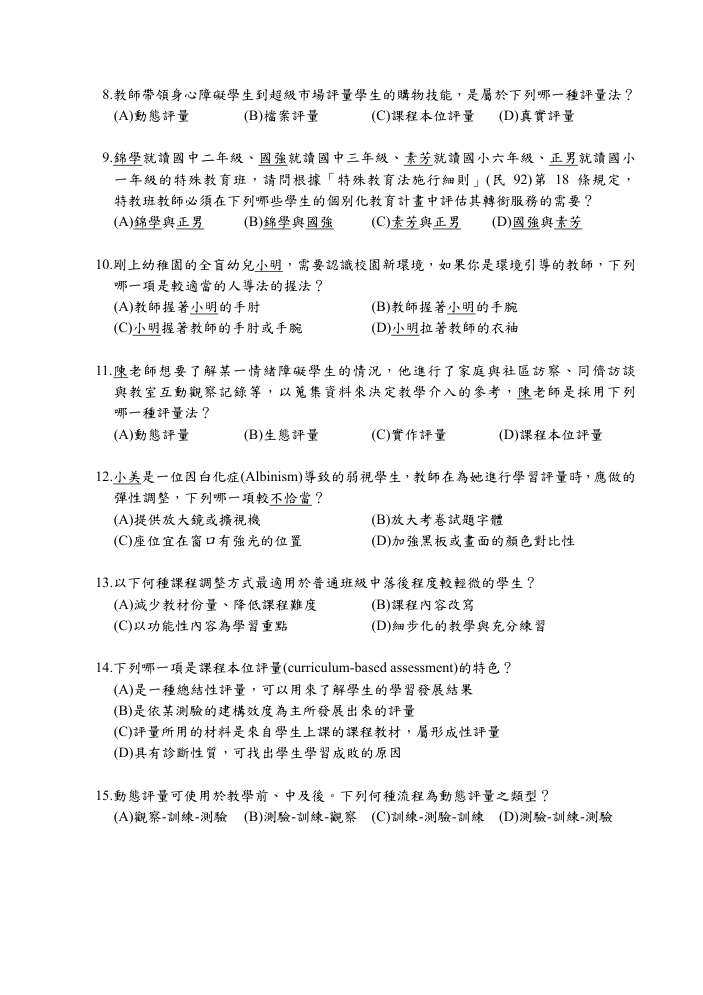 8.教師帶領身心障礙學生到超級市場評量學生的購物技能，是屬於下列哪一種評量法？
(A)動態評量 (B)檔案評量 (C)課程本位評量 (D)真實評量
9.錦學就讀國中二年級、國強就讀國中三年級、素芳就讀國小六年級、正男就讀國小
一年級的特殊教育班，請問根據「特殊教育法施行細則」(民 92)第 18 條規定，
特教班教師必須在下列哪些學生的個別化教育計畫中評估其轉銜服務的需要？
(A)錦學與正男 (B)錦學與國強 (C)素芳與正男 (D)國強與素芳
10.剛上幼稚園的全盲幼兒小明，需要認識校園新環境，如果你是環境引導的教師，下列
哪一項是較適當的人導法的握法？
(A)教師握著小明的手肘 (B)教師握著小明的手腕
(C)小明握著教師的手肘或手腕 (D)小明拉著教師的衣袖
11.陳老師想要了解某一情緒障礙學生的情況，他進行了家庭與社區訪察、同儕訪談
與教室互動觀察記錄等，以蒐集資料來決定教學介入的參考，陳老師是採用下列
哪一種評量法？
(A)動態評量 (B)生態評量 (C)實作評量 (D)課程本位評量
12.小美是一位因白化症(Albinism)導致的弱視學生，教師在為她進行學習評量時，應做的
彈性調整，下列哪一項較不恰當？
(A)提供放大鏡或擴視機 (B)放大考卷試題字體
(C)座位宜在窗口有強光的位置 (D)加強黑板或畫面的顏色對比性
13.以下何種課程調整方式最適用於普通班級中落後程度較輕微的學生？
(A)減少教材份量、降低課程難度 (B)課程內容改寫
(C)以功能性內容為學習重點 (D)細步化的教學與充分練習
14.下列哪一項是課程本位評量(curriculum-based assessment)的特色？
(A)是一種總結性評量，可以用來了解學生的學習發展結果
(B)是依某測驗的建構效度為主所發展出來的評量
(C)評量所用的材料是來自學生上課的課程教材，屬形成性評量
(D)具有診斷性質，可找出學生學習成敗的原因
15.動態評量可使用於教學前、中及後。下列何種流程為動態評量之類型？
(A)觀察-訓練-測驗 (B)測驗-訓練-觀察 (C)訓練-測驗-訓練 (D)測驗-訓練-測驗